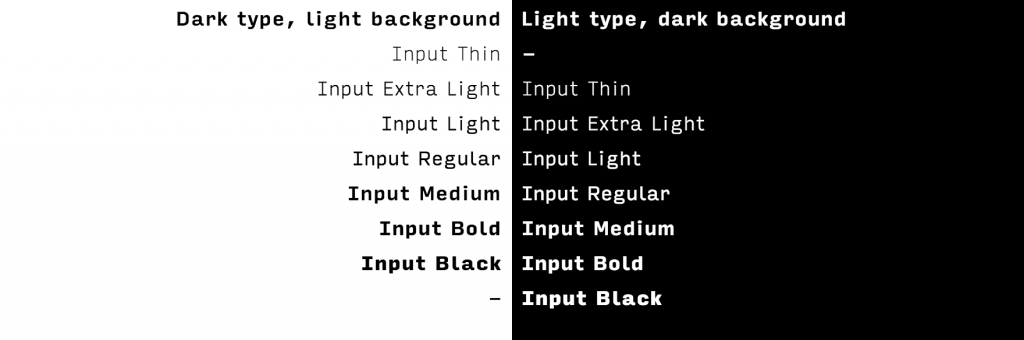 Dark type, light background
Input Thin
Input Extra Light
Input Light
Input Regular
Input Medium
Input Bold
Input Black
–
Light type, dark background
–
Input Thin
Input Extra Light
Input Light
Input Regular
Input Medium
Input Bold
Input Black